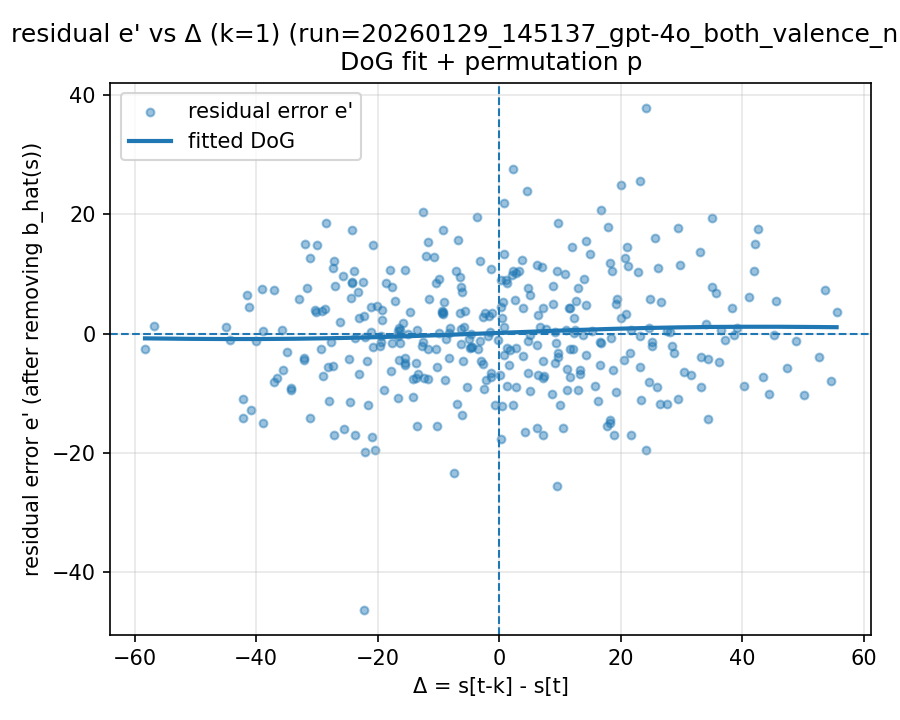 residual e' vs Δ (k=1) (run=20260129_145137_gpt-4o_both_valence_n
DoG fit + permutation p
residual error e'
fitted DoG
residual error e' (after removing b_hat(s))
40
20
0
−20
−40
−60
−40
−20
0
20
40
60
Δ = s[t-k] - s[t]